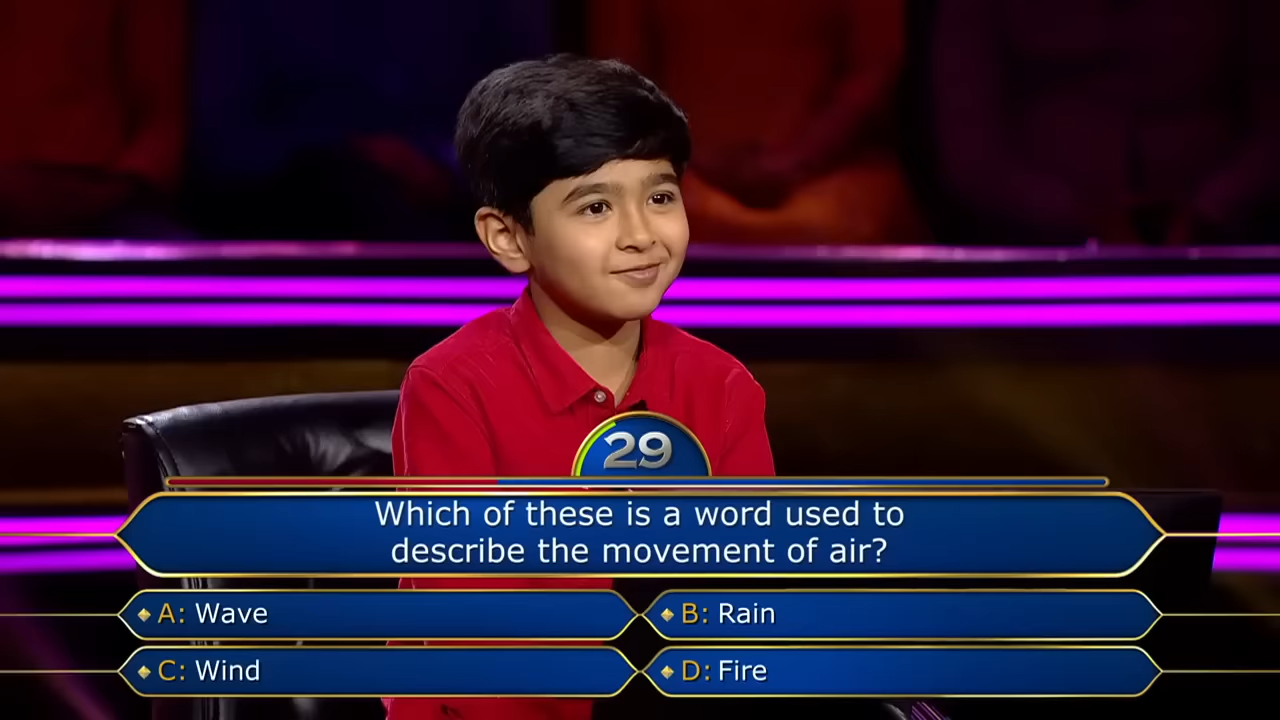 29
Which of these is a word used to
describe the movement of air?
A: Wave
B: Rain
C: Wind
D: Fire